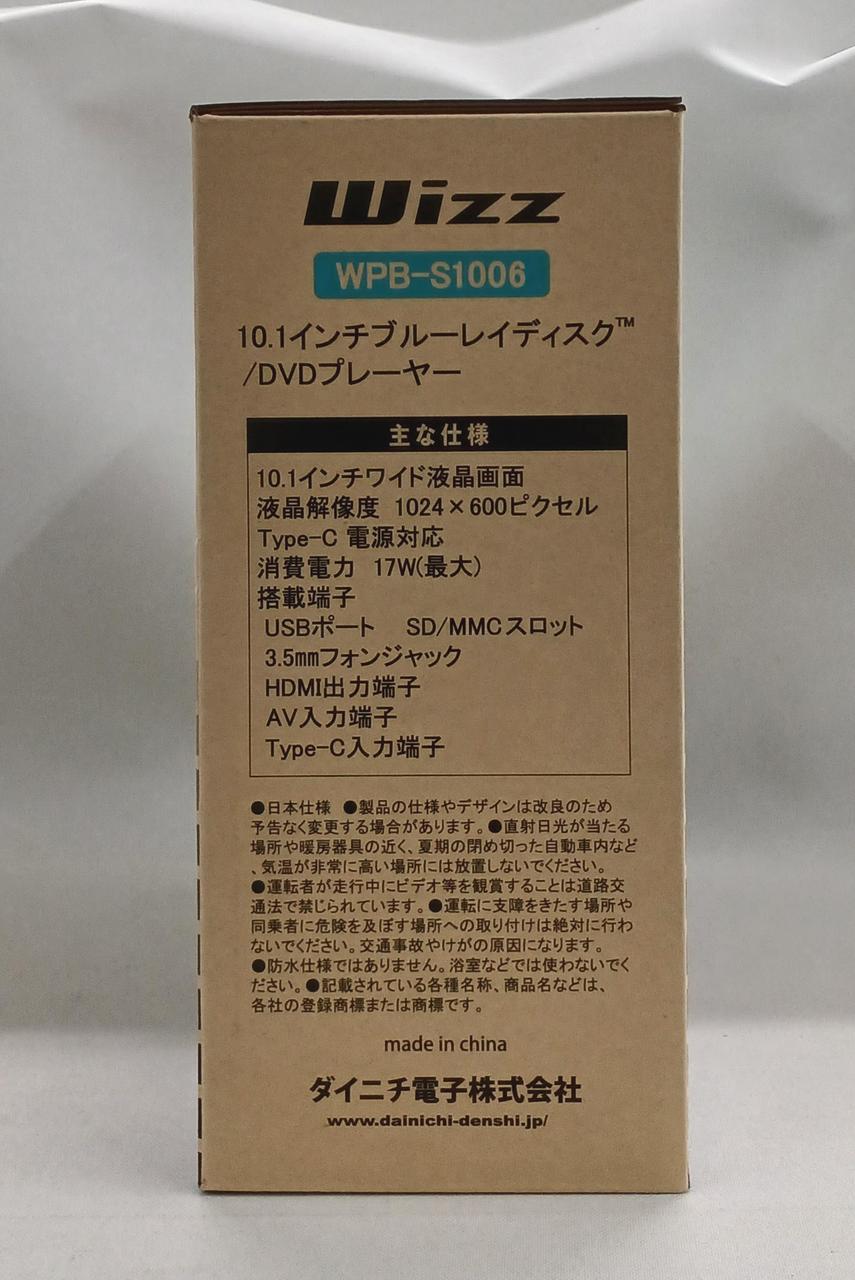 Wizz
WPB-S1006
10.1インチブルーレイディスク™
/DVDプレーヤー
主な仕様
10.1インチワイド液晶画面
液晶解像度 1024×600ピクセル
Type-C 電源対応
消費電力 17W(最大)
搭載端子
USBポート SD/MMCスロット
3.5㎜フォンジャック
HDMI出力端子
AV入力端子
Type-C入力端子
●日本仕様 ●製品の仕様やデザインは改良のため
予告なく変更する場合があります。●直射日光が当たる
場所や暖房器具の近く、夏期の閉め切った自動車内など
、気温が非常に高い場所には放置しないでください。
●運転者が走行中にビデオ等を観賞することは道路交
通法で禁じられています。●運転に支障をきたす場所や
同乗者に危険を及ぼす場所への取り付けは絶対に行わ
ないでください。交通事故やけがの原因になります。
●防水仕様ではありません。浴室などでは使わないでく
ださい。●記載されている各種名称、商品名などは、
各社の登録商標または商標です。
made in china
ダイニチ電子株式会社
www.dainichi-denshi.jp/